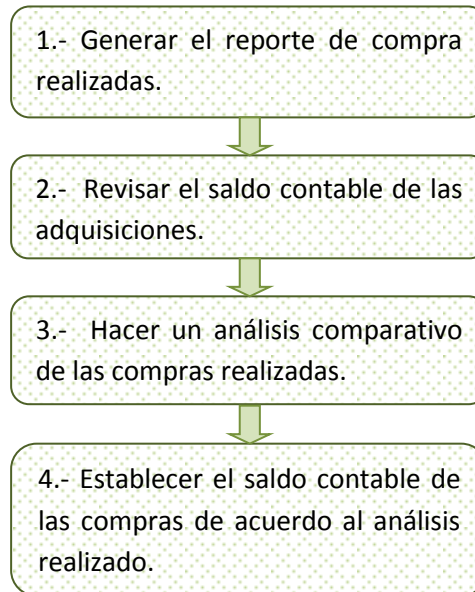 1.- Generar el reporte de compra
realizadas.
2.- Revisar el saldo contable de las
adquisiciones.
3.- Hacer un análisis comparativo
de las compras realizadas.
4.- Establecer el saldo contable de
las compras de acuerdo al análisis
realizado.